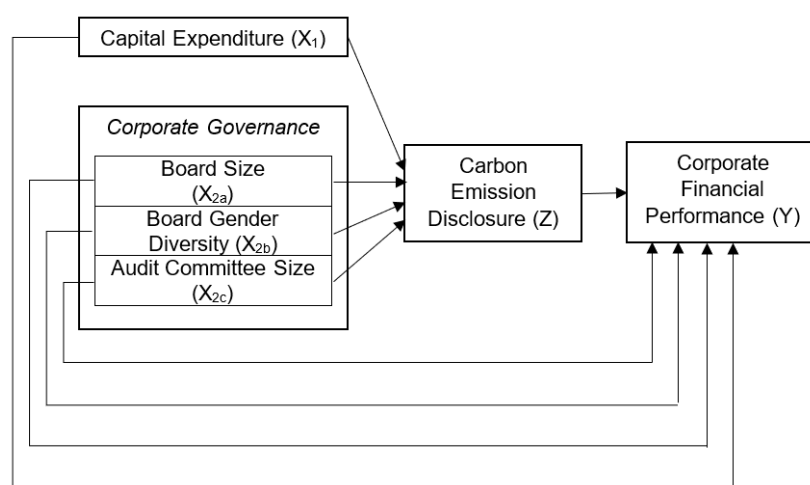 Capital Expenditure (X₁)
Corporate Governance
Board Size
(X₂ₐ)
Board Gender
Diversity (X₂b)
Audit Committee Size
(X₂c)
Carbon
Emission
Disclosure (Z)
Corporate
Financial
Performance (Y)